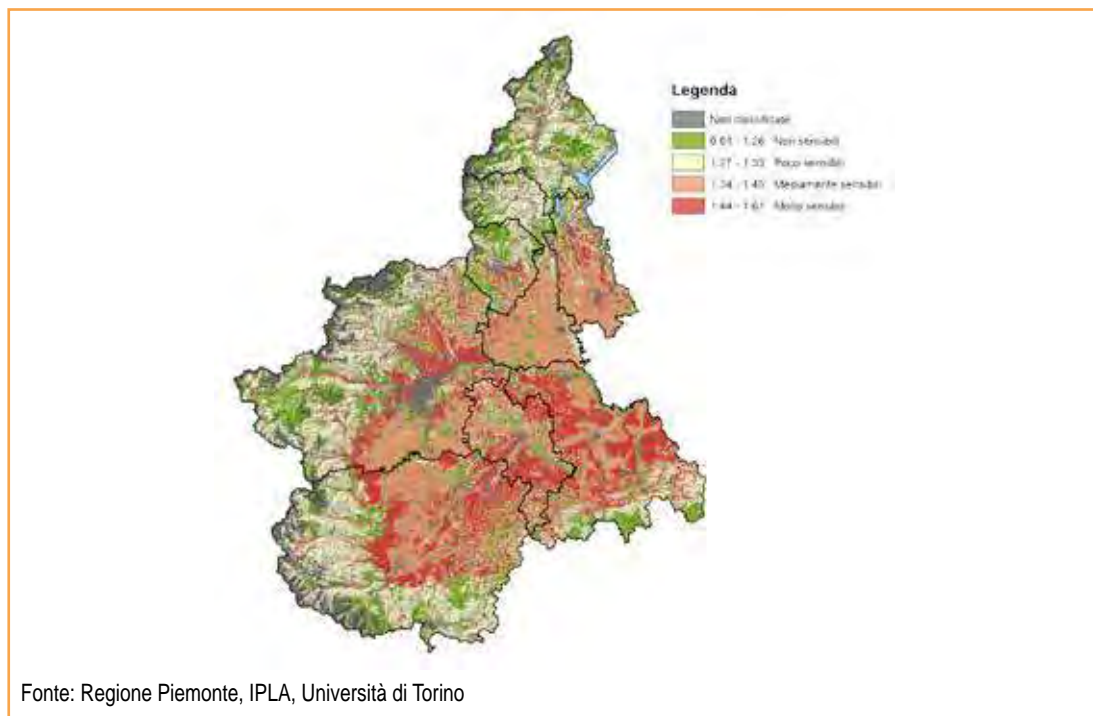 Legenda
Non classificate
0.61 - 1.26 Non sensibili
1.27 - 1.33 Poco sensibili
1.34 - 1.43 Mediamente sensibili
1.44 - 1.61 Molto sensibili
Fonte: Regione Piemonte, IPLA, Università di Torino